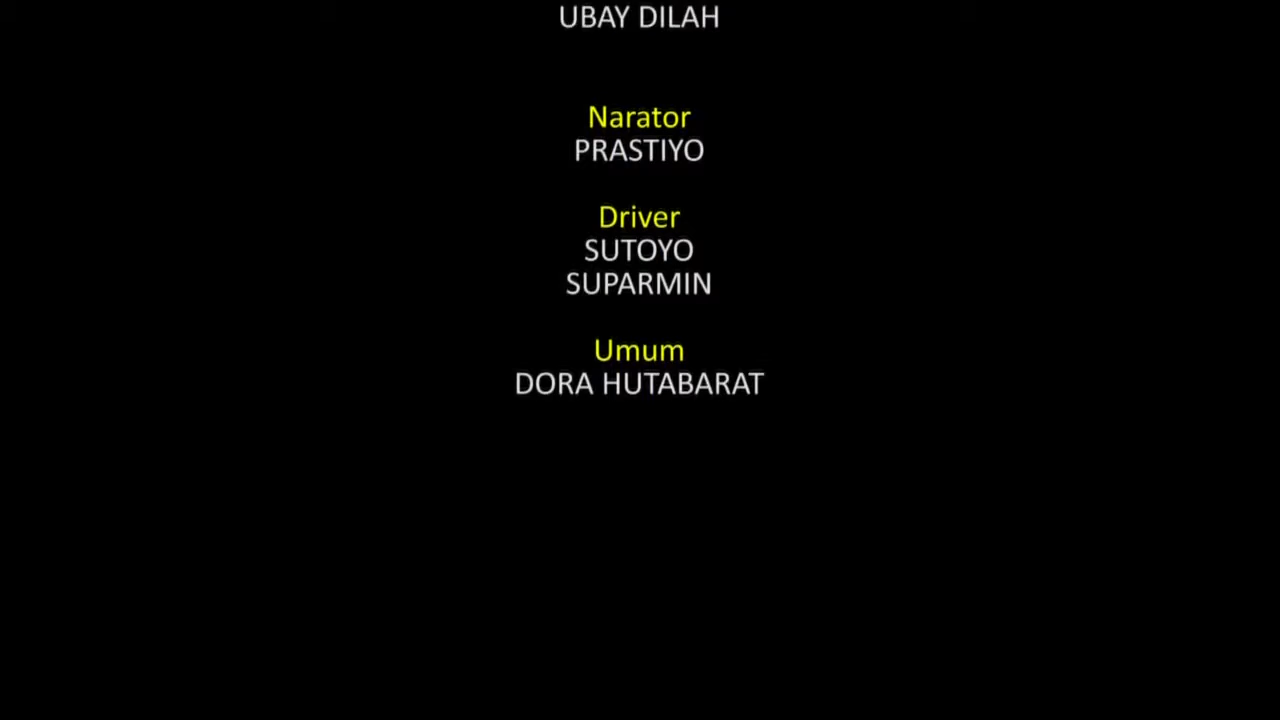 UBAY DILAH
Narator
PRASTIYO
Driver
SUTOYO
SUPARMIN
Umum
DORA HUTABARAT